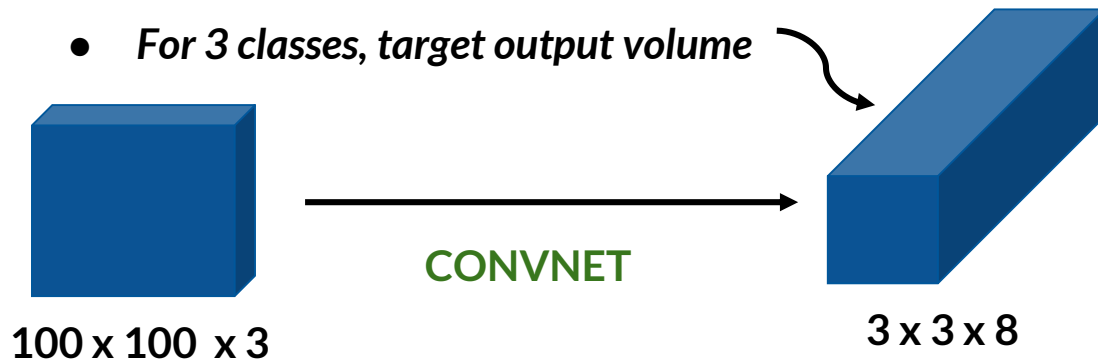 ● For 3 classes, target output volume
CONVNET
100 x 100 x 3
3 x 3 x 8